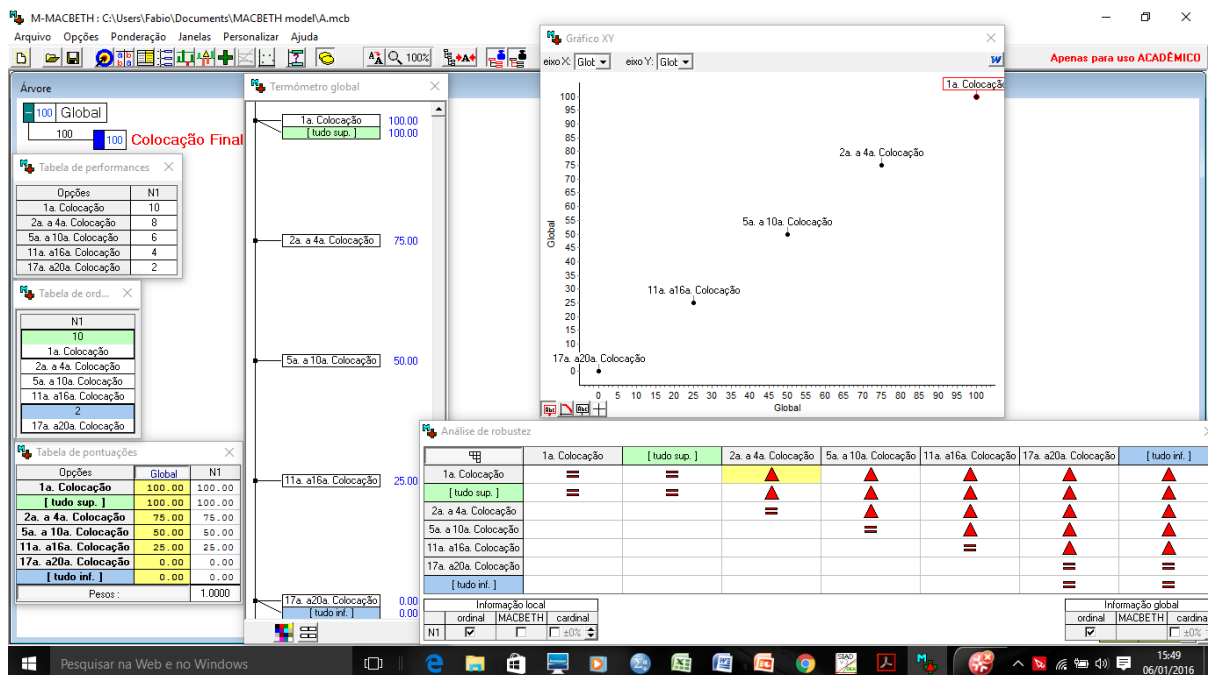 M-MACBETH : C:\Users\Fabio\Documents\MACBETH model\A.mcb
Arquivo Opções Ponderação Janelas Personalizar Ajuda
100%
Apenas para uso ACADÊMICO
Árvore
100 Global
100 100 Colocação Final
Tabela de performances
Opções N1
1a. Colocação 10
2a. a 4a. Colocação 8
5a. a 10a. Colocação 6
11a. a16a. Colocação 4
17a. a20a. Colocação 2
Tabela de ord...
N1
10
1a. Colocação
2a. a 4a. Colocação
5a. a 10a. Colocação
11a. a16a. Colocação
2
17a. a20a. Colocação
Tabela de pontuações
Opções Global N1
1a. Colocação 100.00 100.00
[ tudo sup. ] 100.00 100.00
2a. a 4a. Colocação 75.00 75.00
5a. a 10a. Colocação 50.00 50.00
11a. a16a. Colocação 25.00 25.00
17a. a20a. Colocação 0.00 0.00
[ tudo inf. ] 0.00 0.00
Pesos : 1.0000
Termômetro global
1a. Colocação 100.00
[ tudo sup. ] 100.00
2a. a 4a. Colocação 75.00
5a. a 10a. Colocação 50.00
11a. a16a. Colocação 25.00
17a. a20a. Colocação 0.00
[ tudo inf. ] 0.00
Gráfico XY
eixo X: Glot eixo Y: Glot
1a. Colocaçã
100
95
90
85
80
2a. a 4a. Colocação
75
70
65
60
55
5a. a 10a. Colocação
50
45
40
35
30
11a. a16a. Colocação
25
20
15
10
17a. a20a. Colocação
0
Global
0 5 10 15 20 25 30 35 40 45 50 55 60 65 70 75 80 85 90 95 100
Global
Análise de robustez
1a. Colocação [ tudo sup. ] 2a. a 4a. Colocação 5a. a 10a. Colocação 11a. a16a. Colocação 17a. a20a. Colocação [ tudo inf. ]
1a. Colocação
[ tudo sup. ]
2a. a 4a. Colocação
5a. a 10a. Colocação
11a. a16a. Colocação
17a. a20a. Colocação
[ tudo inf. ]
Informação local
ordinal MACBETH cardinal
N1 ±0%
Informação global
ordinal MACBETH cardina
±0%
Pesquisar na Web e no Windows
15:49
06/01/2016